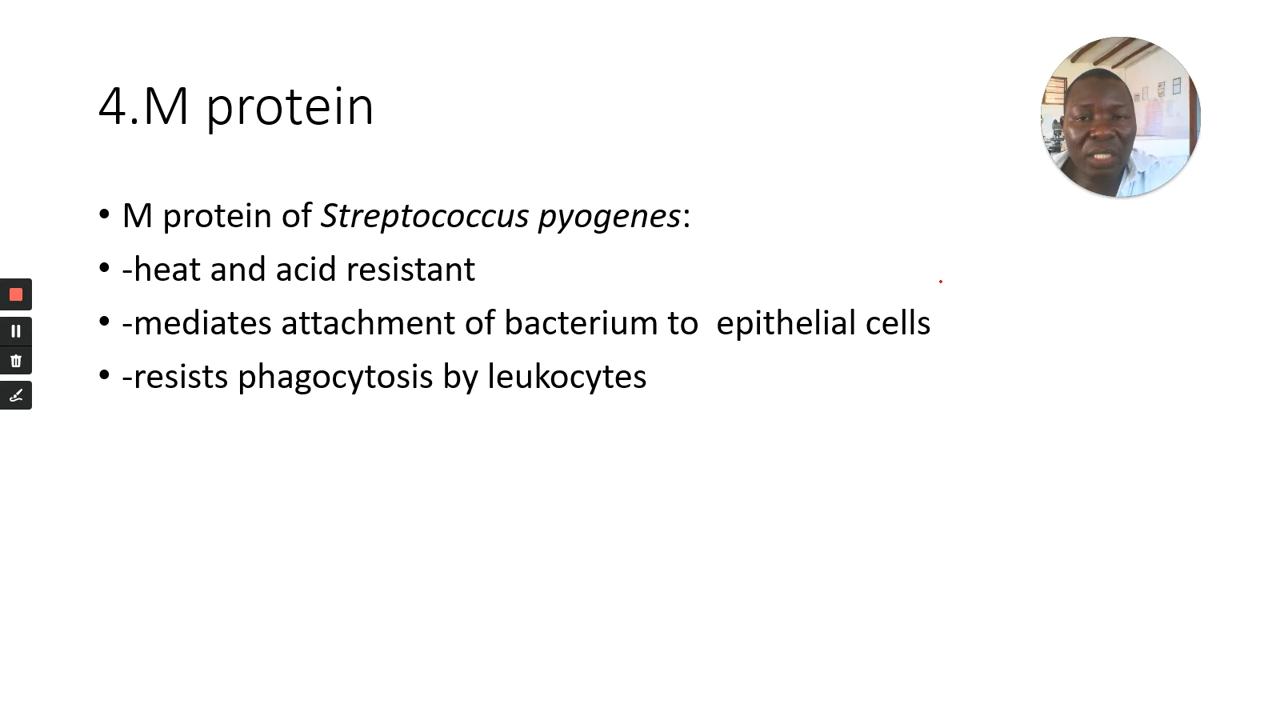 4.M protein
• M protein of Streptococcus pyogenes:
• -heat and acid resistant
• -mediates attachment of bacterium to  epithelial cells
• -resists phagocytosis by leukocytes